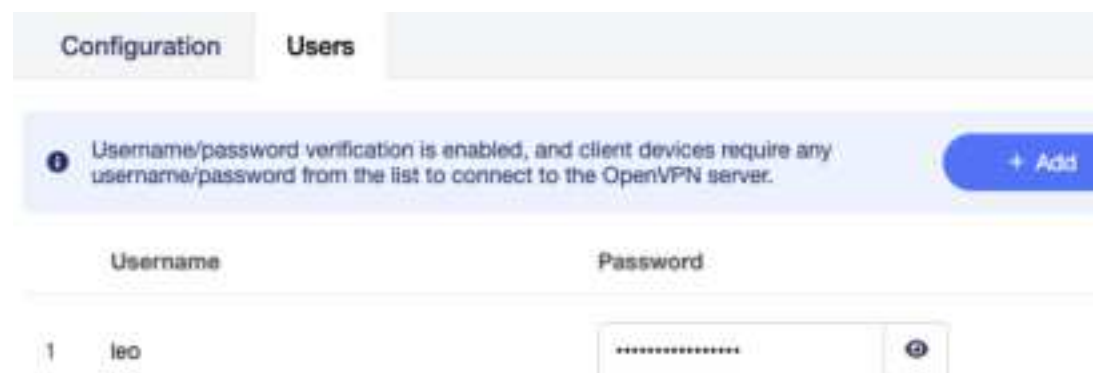 Configuration Users
Username/password verification is enabled, and client devices require any
username/password from the list to connect to the OpenVPN server.
+ Add
Username Password
1 leo ••••••••••••••••